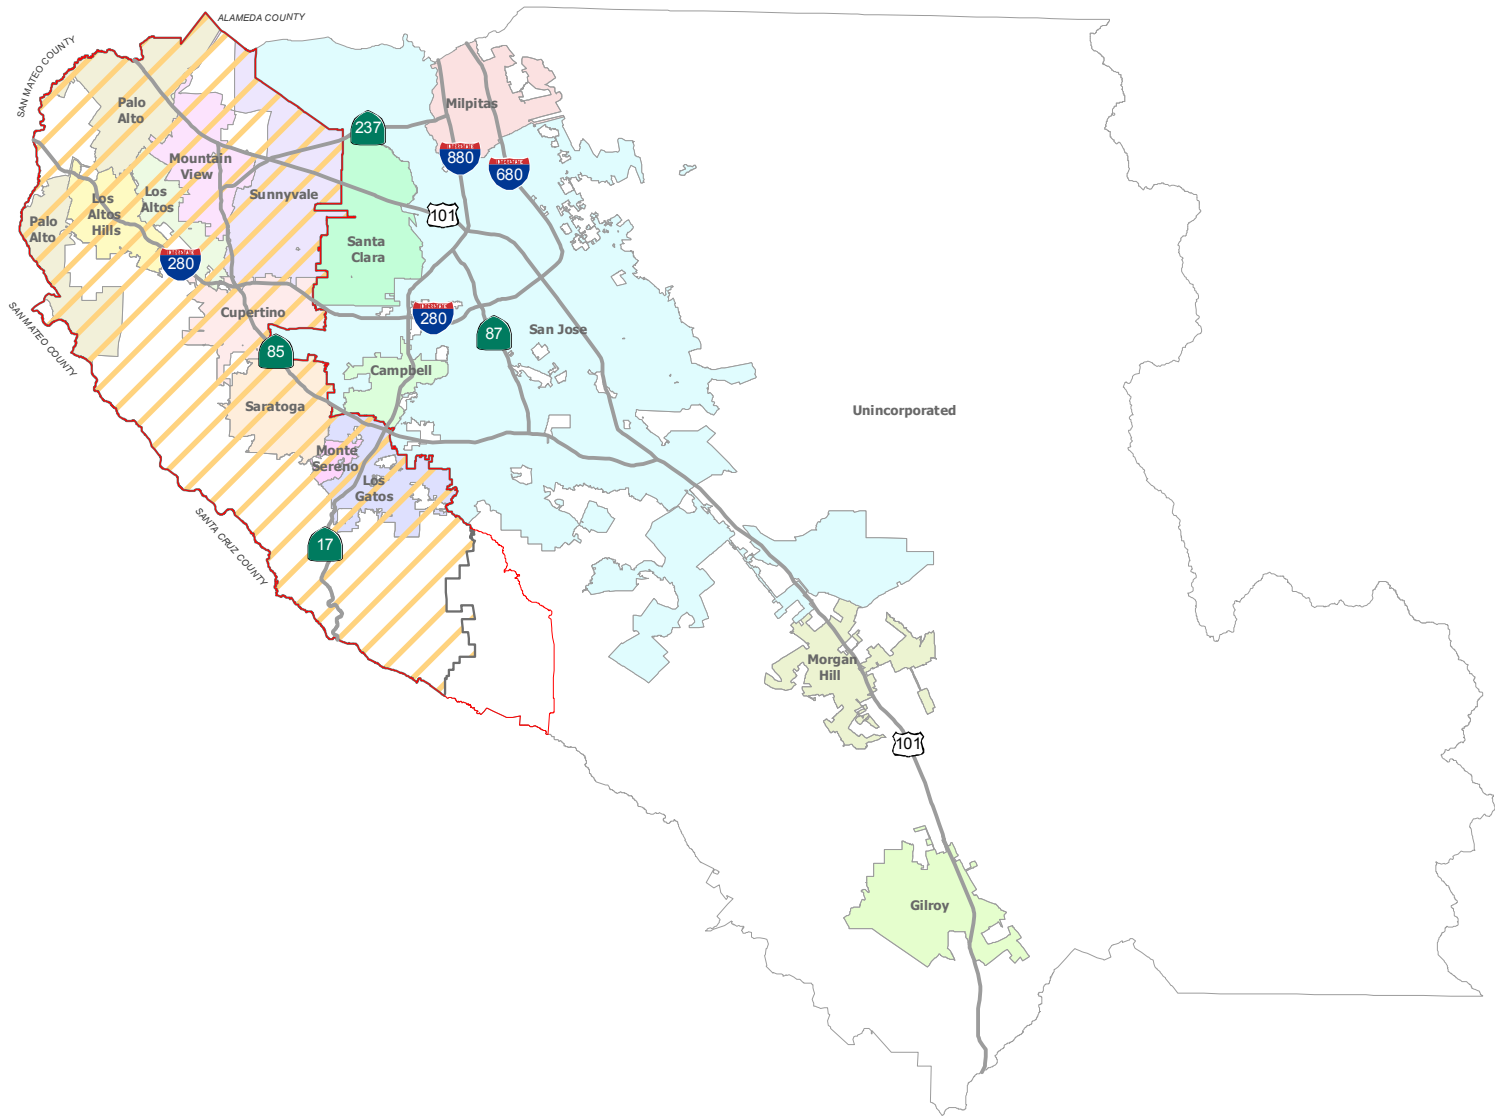 ALAMEDA COUNTY
SAN MATEO COUNTY
Palo
Alto
Milpitas
237
880
680
Mountain
View
Sunnyvale
Los
Altos
Hills
Los
Altos
Palo
Alto
101
Santa
Clara
280
SAN MATEO COUNTY
Cupertino
280
87
San Jose
85
Campbell
Saratoga
Unincorporated
Monte
Sereno
Los
Gatos
SANTA CRUZ COUNTY
17
Morgan
Hill
101
Gilroy